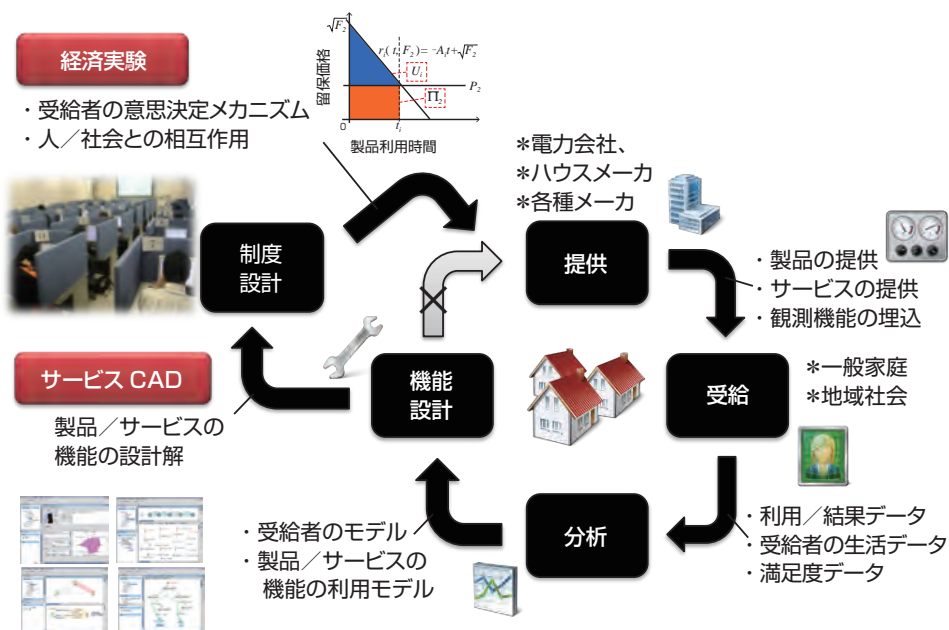 経済実験
・受給者の意思決定メカニズム
・人／社会との相互作用
√F₂
rᵢ( t, F₂)= -Aᵢt+√F₂
Uᵢ
P₂
Π₂
留保価格
0
tᵢ
製品利用時間
*電力会社、
*ハウスメーカ
*各種メーカ
制度
設計
提供
・製品の提供
・サービスの提供
・観測機能の埋込
サービス CAD
製品／サービスの
機能の設計解
機能
設計
受給
*一般家庭
*地域社会
・受給者のモデル
・製品／サービスの
機能の利用モデル
分析
・利用／結果データ
・受給者の生活データ
・満足度データ